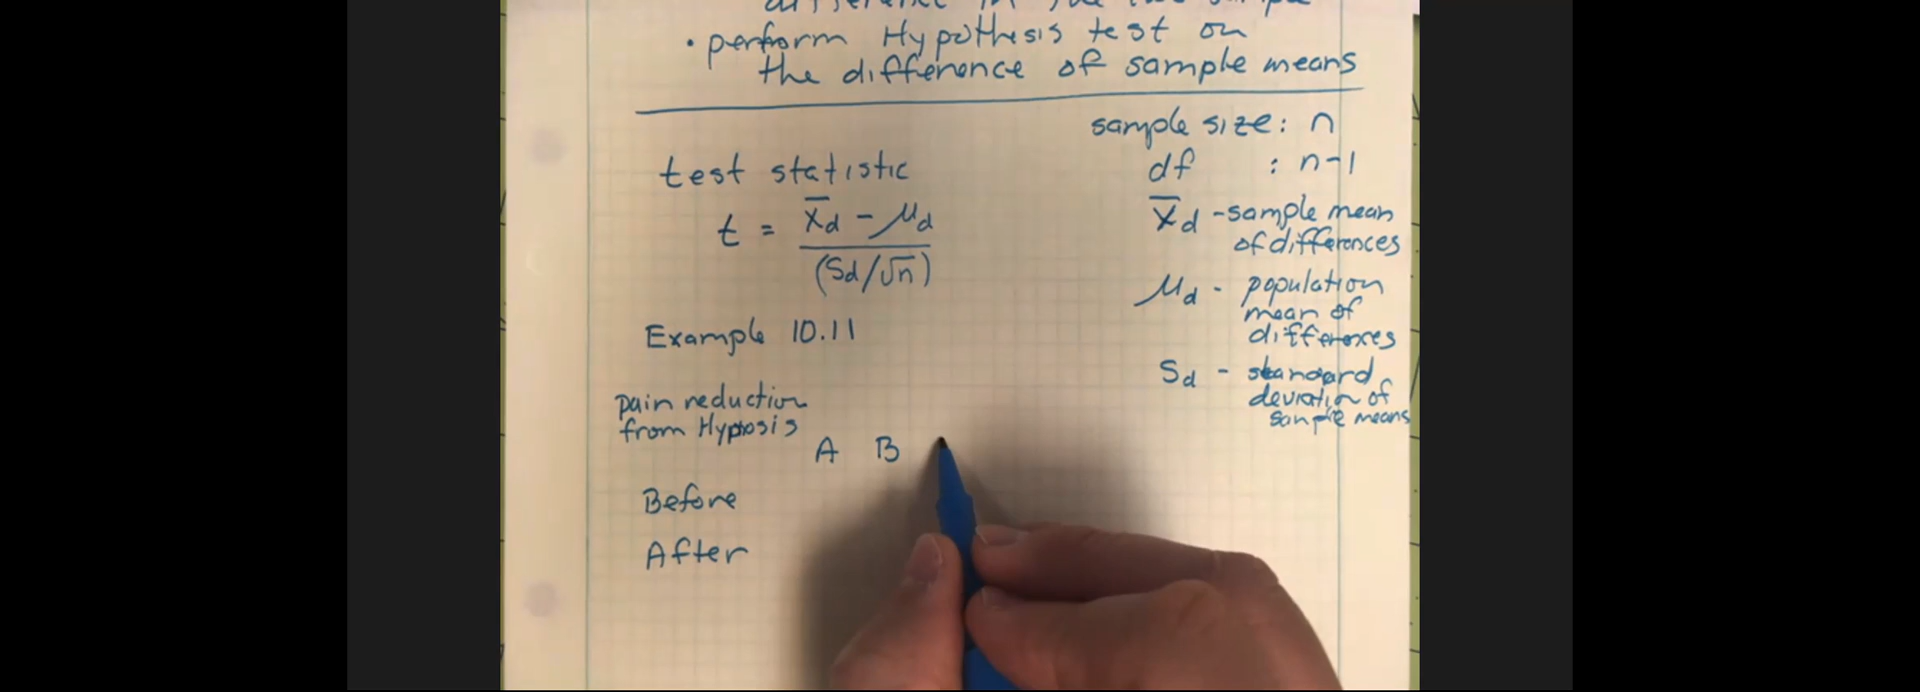 • perform Hypothesis test on
the difference of sample means
sample size: n
df : n-1
x̄d - sample mean
of differences
μd - population
mean of
differences
Sd - standard
deviation of
sample means
test statistic
t = x̄d - μd
(Sd/√n)
Example 10.11
pain reduction
from Hypnosis
A B
Before
After